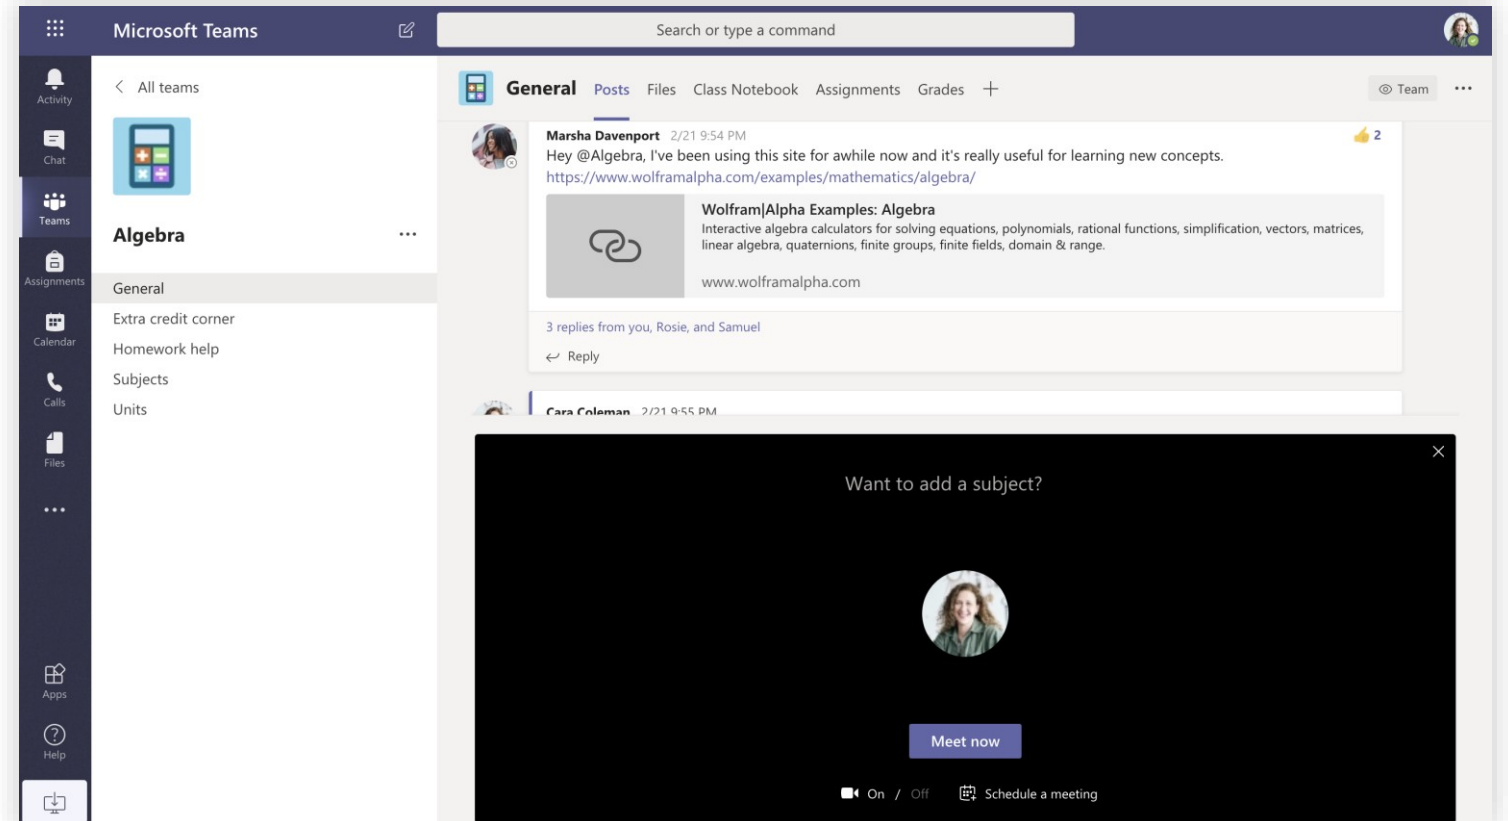 Microsoft Teams
Search or type a command
Activity
Chat
Teams
Assignments
Calendar
Calls
Files
Apps
Help
All teams
Algebra
General
Extra credit corner
Homework help
Subjects
Units
General Posts Files Class Notebook Assignments Grades
Team
Marsha Davenport 2/21 9:54 PM
2
Hey @Algebra, I've been using this site for awhile now and it's really useful for learning new concepts.
https://www.wolframalpha.com/examples/mathematics/algebra/
Wolfram|Alpha Examples: Algebra
Interactive algebra calculators for solving equations, polynomials, rational functions, simplification, vectors, matrices,
linear algebra, quaternions, finite groups, finite fields, domain & range.
www.wolframalpha.com
3 replies from you, Rosie, and Samuel
Reply
Cara Coleman 2/21 9:55 PM
Want to add a subject?
Meet now
On / Off Schedule a meeting